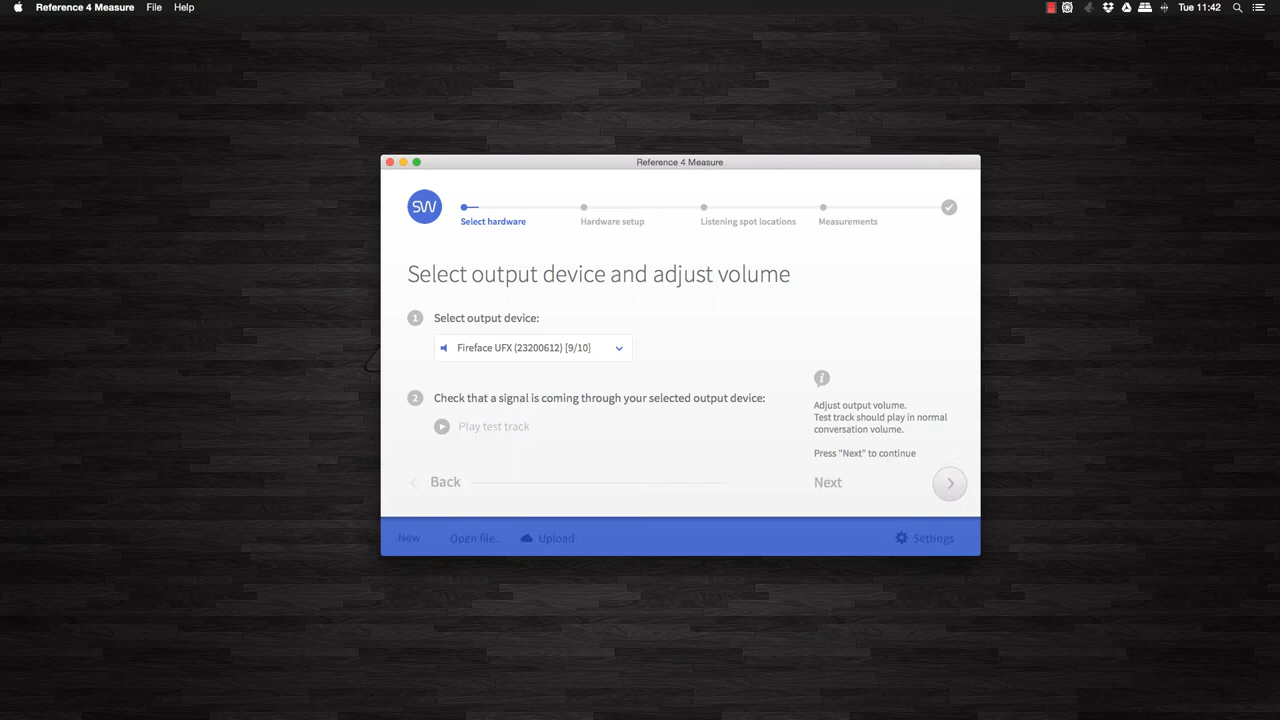 Reference 4 Measure File Help Tue 11:42
Reference 4 Measure
SW
Select hardware Hardware setup Listening spot locations Measurements
Select output device and adjust volume
1 Select output device:
Fireface UFX (23200612) [9/10]
2 Check that a signal is coming through your selected output device:
Play test track
i
Adjust output volume.
Test track should play in normal
conversation volume.
Press "Next" to continue
Back Next
New Open file.. Upload Settings